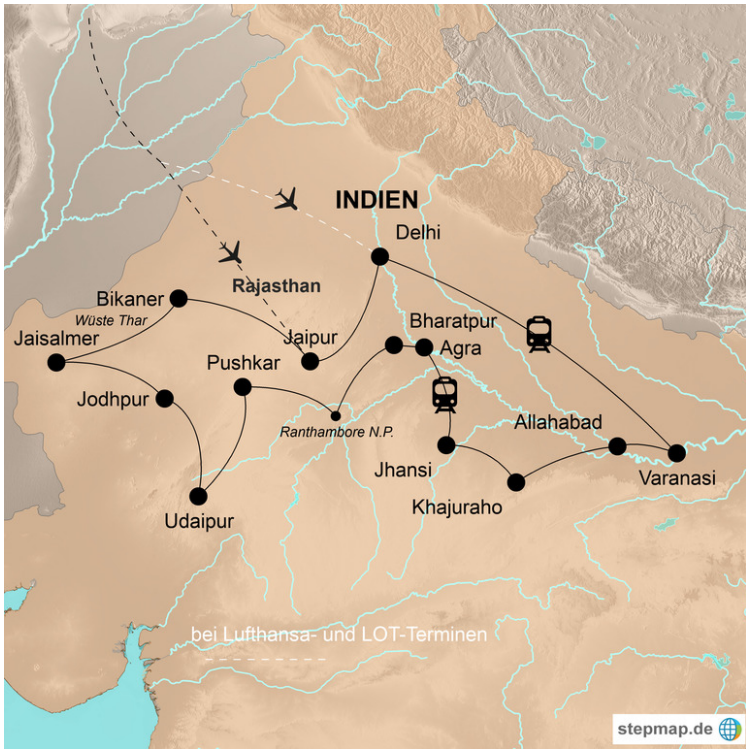 INDIEN
Delhi
Rajasthan
Bikaner
Wüste Thar
Jaisalmer
Jaipur
Bharatpur
Agra
Pushkar
Jodhpur
Ranthambore N.P.
Allahabad
Jhansi
Varanasi
Khajuraho
Udaipur
bei Lufthansa- und LOT-Terminen
stepmap.de